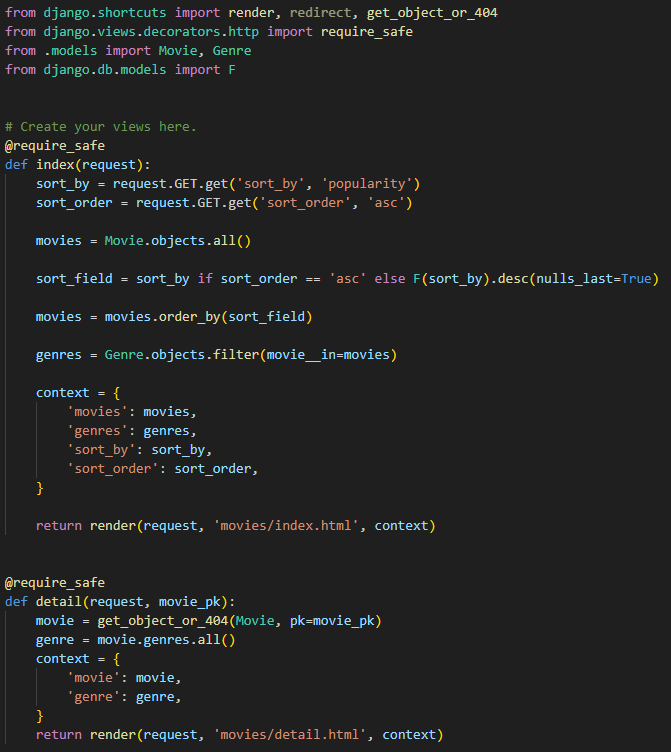 from django.shortcuts import render, redirect, get_object_or_404
from django.views.decorators.http import require_safe
from .models import Movie, Genre
from django.db.models import F
# Create your views here.
@require_safe
def index(request):
    sort_by = request.GET.get('sort_by', 'popularity')
    sort_order = request.GET.get('sort_order', 'asc')
    movies = Movie.objects.all()
    sort_field = sort_by if sort_order == 'asc' else F(sort_by).desc(nulls_last=True)
    movies = movies.order_by(sort_field)
    genres = Genre.objects.filter(movie__in=movies)
    context = {
        'movies': movies,
        'genres': genres,
        'sort_by': sort_by,
        'sort_order': sort_order,
    }
    return render(request, 'movies/index.html', context)
@require_safe
def detail(request, movie_pk):
    movie = get_object_or_404(Movie, pk=movie_pk)
    genre = movie.genres.all()
    context = {
        'movie': movie,
        'genre': genre,
    }
    return render(request, 'movies/detail.html', context)